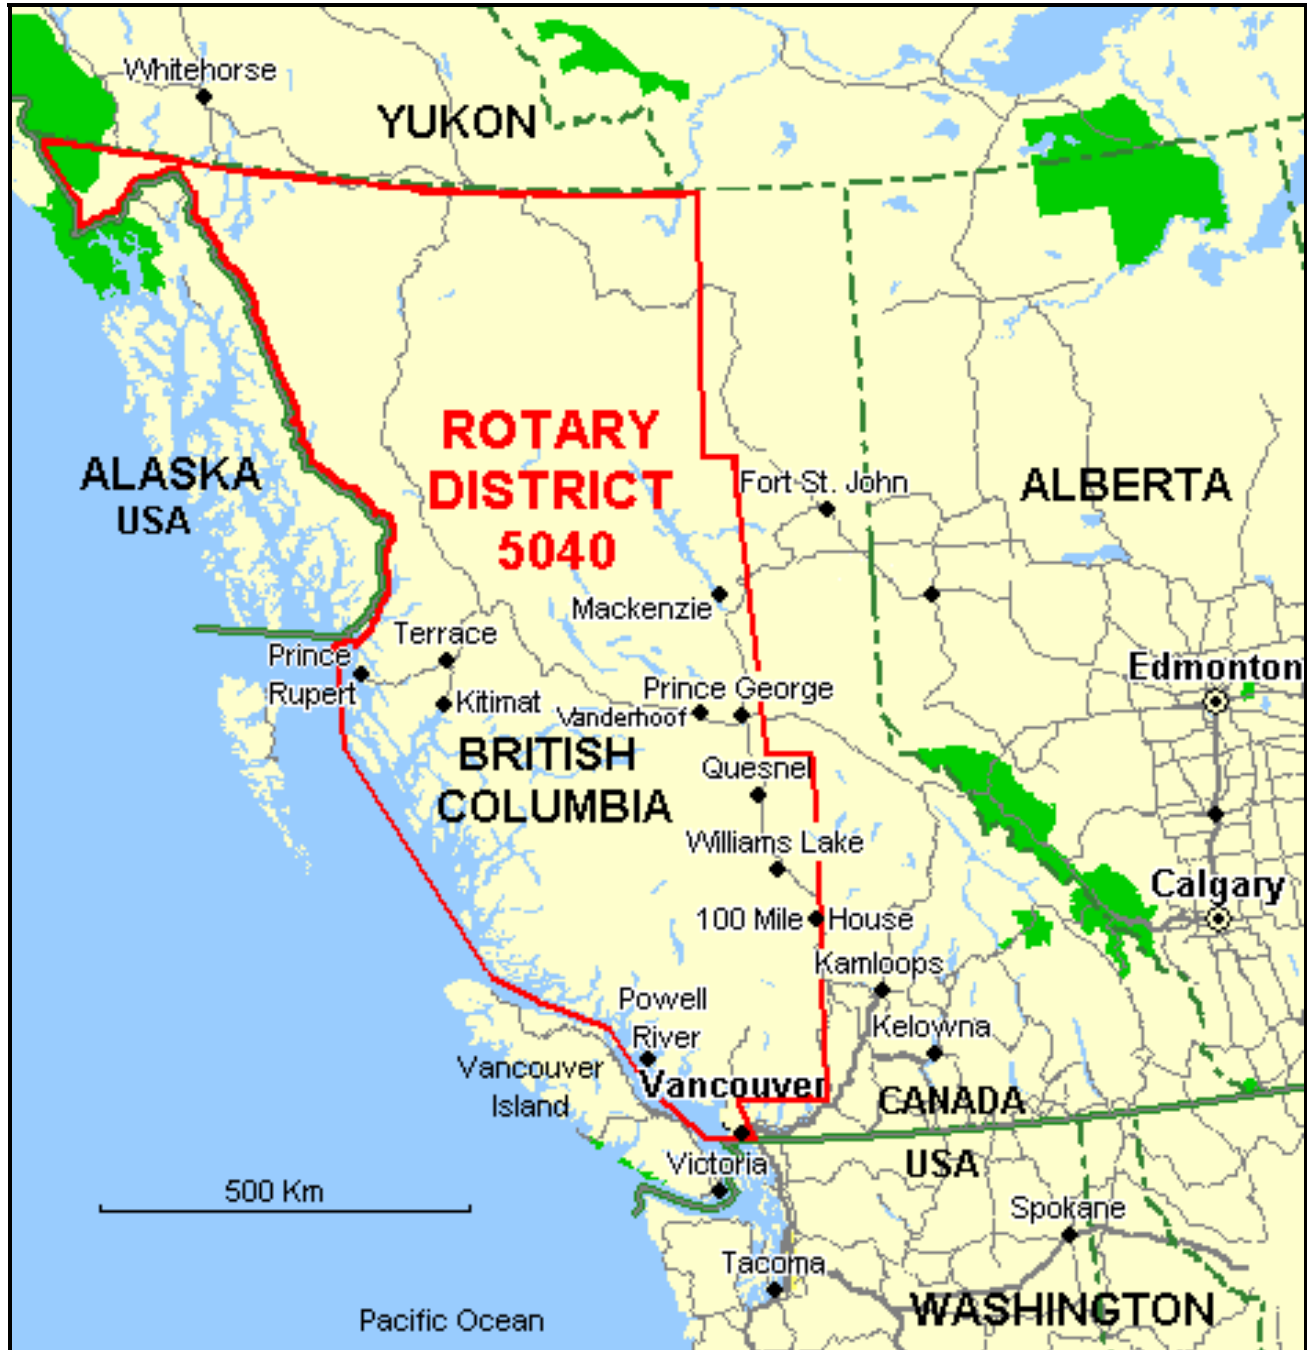 Whitehorse
YUKON
ROTARY
DISTRICT
5040
ALASKA
USA
Fort St. John
ALBERTA
Mackenzie
Terrace
Prince
Rupert
Kitimat
Prince George
Vanderhoof
Edmonton
BRITISH
COLUMBIA
Quesnel
Williams Lake
Calgary
100 Mile House
Kamloops
Powell
River
Kelowna
Vancouver
Island
Vancouver
CANADA
USA
Victoria
500 Km
Spokane
Tacoma
WASHINGTON
Pacific Ocean